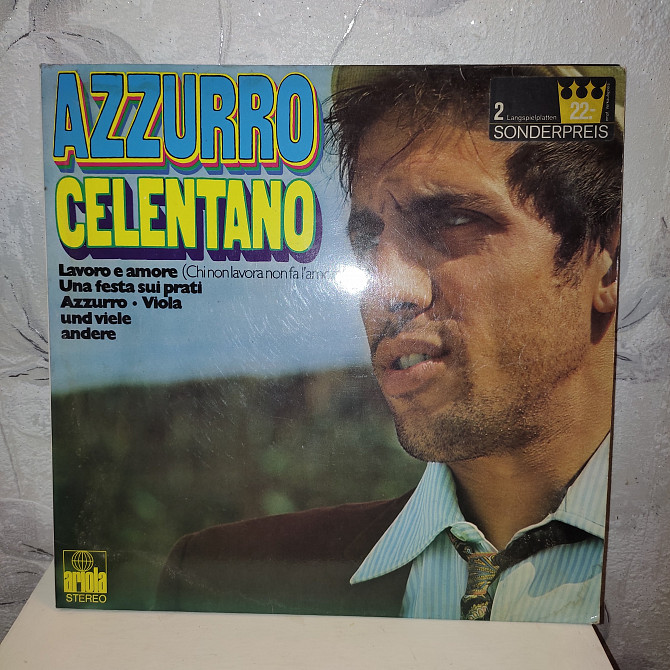 AZZURRO
CELENTANO
Lavoro e amore (Chi non lavora non fa l'amore
Una festa sui prati
Azzurro • Viola
und viele
andere
22.-
2 Langspielplatten
SONDERPREIS
ariola
STEREO